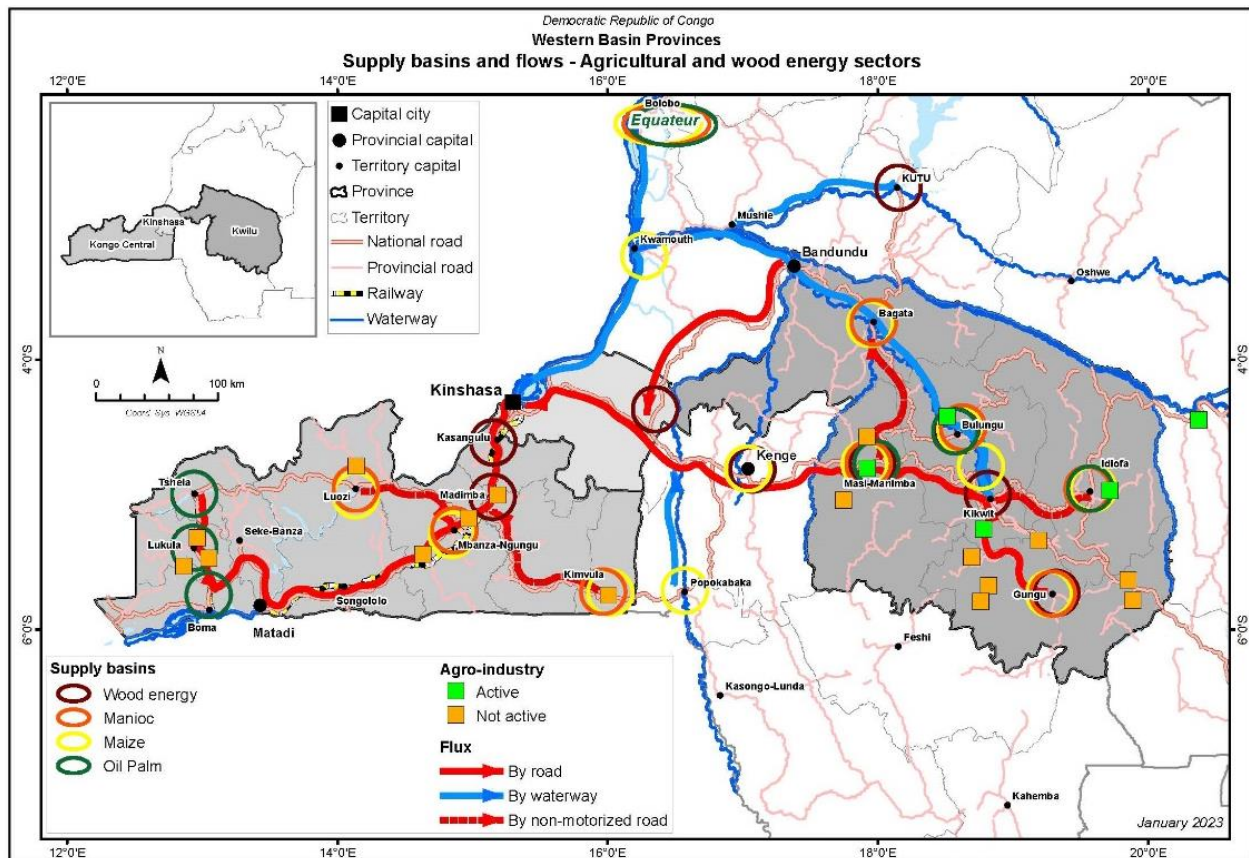 Democratic Republic of Congo
Western Basin Provinces
Supply basins and flows - Agricultural and wood energy sectors
12°0'E
14°0'E
16°0'E
18°0'E
20°0'E
Kinshasa
Kongo Central
Kwilu
Capital city
Provincial capital
Territory capital
Province
Territory
National road
Provincial road
Railway
Waterway
N
0
100 km
Coord. Sys. WGS84
4°0'S
4°0'S
6°0'S
6°0'S
Bolobo
Equateur
KUTU
Mushie
Kwamouth
Bandundu
Oshwe
Bagata
Kinshasa
Kasangulu
Bulungu
Kenge
Masi-Manimba
Idiofa
Tshela
Luozi
Madimba
Kikwit
Seke-Banza
Lukula
Mbanza-Ngungu
Kimvula
Popokabaka
Songololo
Gungu
Boma
Matadi
Feshi
Kasongo-Lunda
Kahemba
Supply basins
Wood energy
Manioc
Maize
Oil Palm
Agro-industry
Active
Not active
Flux
By road
By waterway
By non-motorized road
January 2023
12°0'E
14°0'E
16°0'E
18°0'E
20°0'E